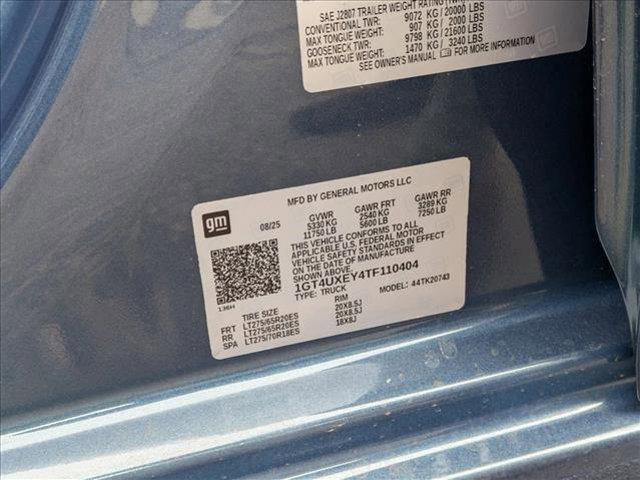 SAE J2807 TRAILER WEIGHT RATING
CONVENTIONAL TWR: 9072 KG/20000 LBS
MAX TONGUE WEIGHT: 907 KG/ 2000 LBS
GOOSENECK TWR: 9798 KG/21600 LBS
MAX TONGUE WEIGHT: 1470 KG/ 3240 LBS
SEE OWNER'S MANUAL FOR MORE INFORMATION
MFD BY GENERAL MOTORS LLC
gm
08/25 GVWR GAWR FRT GAWR RR
5330 KG 2540 KG 3289 KG
11750 LB 5600 LB 7250 LB
THIS VEHICLE CONFORMS TO ALL
APPLICABLE U.S. FEDERAL MOTOR
VEHICLE SAFETY STANDARDS IN EFFECT
ON THE DATE OF MANUFACTURE
SHOWN ABOVE.
1GT4UXEY4TF110404
TYPE: TRUCK MODEL: 44TK20743
TIRE SIZE RIM
FRT LT275/65R20ES 20X8.5J
RR LT275/65R20ES 20X8.5J
SPA LT275/70R18ES 18X8J